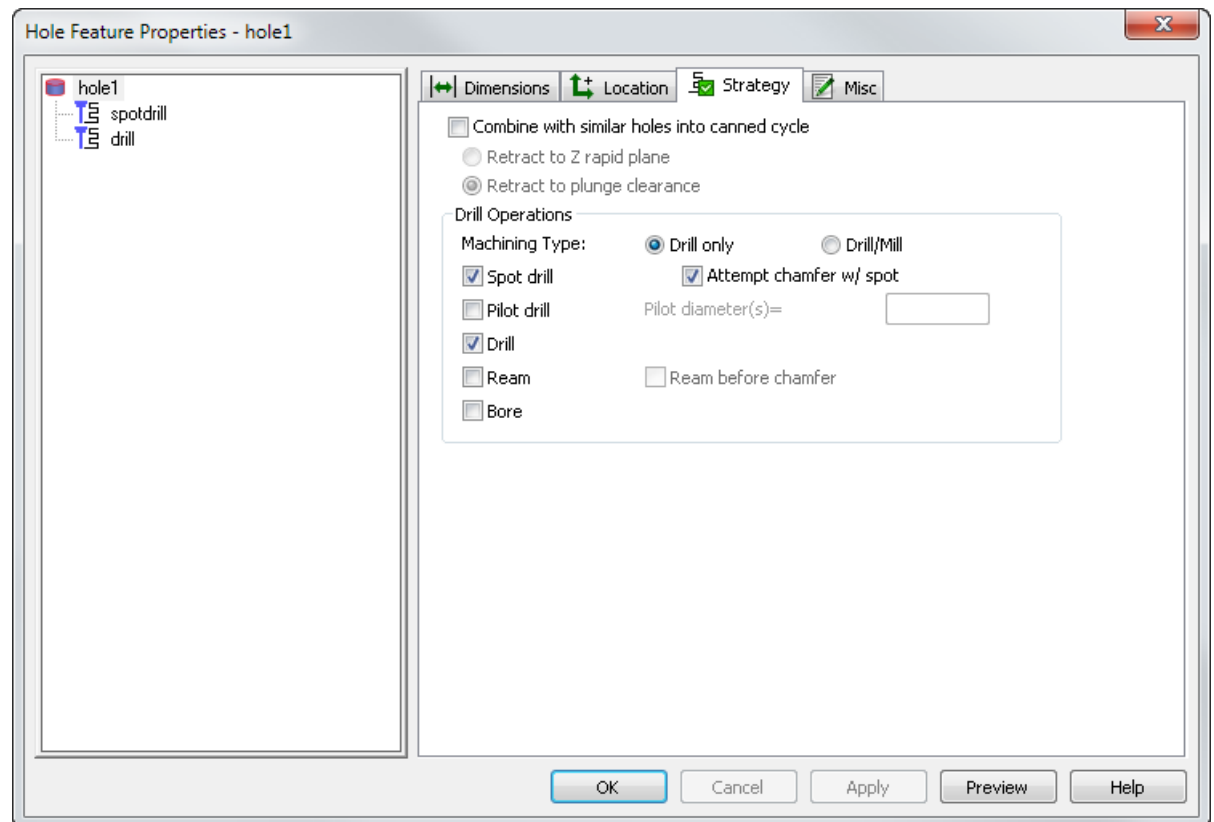 Hole Feature Properties - hole1
hole1
spotdrill
drill
Dimensions Location Strategy Misc
Combine with similar holes into canned cycle
Retract to Z rapid plane
Retract to plunge clearance
Drill Operations
Machining Type: Drill only Drill/Mill
Spot drill Attempt chamfer w/ spot
Pilot drill Pilot diameter(s)=
Drill
Ream Ream before chamfer
Bore
OK Cancel Apply Preview Help